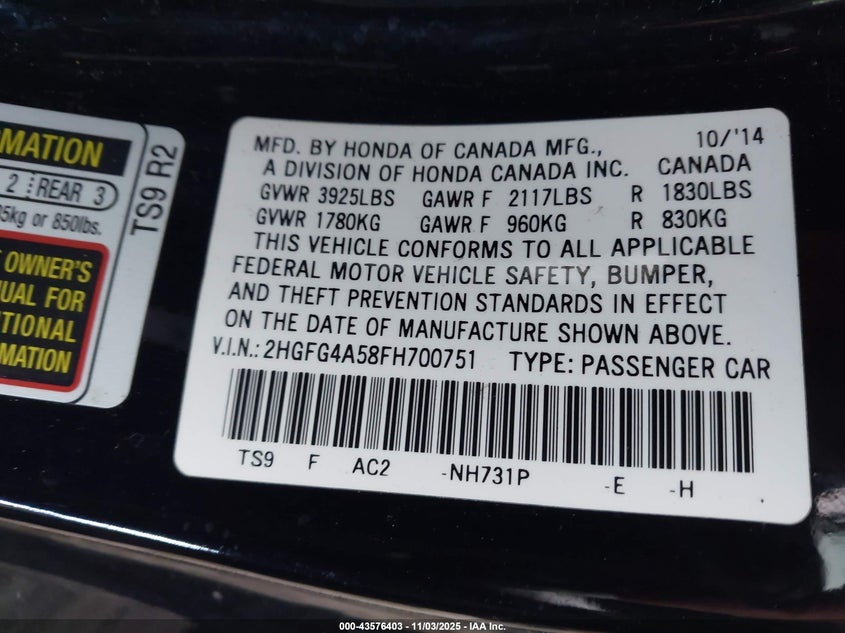 MATION
2 REAR 3
5kg or 850lbs.
OWNER'S
UAL FOR
TIONAL
MATION
TS9 R2
MFD. BY HONDA OF CANADA MFG., 10/'14
A DIVISION OF HONDA CANADA INC. CANADA
GVWR 3925LBS GAWR F 2117LBS R 1830LBS
GVWR 1780KG GAWR F 960KG R 830KG
THIS VEHICLE CONFORMS TO ALL APPLICABLE
FEDERAL MOTOR VEHICLE SAFETY, BUMPER,
AND THEFT PREVENTION STANDARDS IN EFFECT
ON THE DATE OF MANUFACTURE SHOWN ABOVE.
V.I.N.: 2HGFG4A58FH700751 TYPE: PASSENGER CAR
TS9 F AC2 -NH731P -E -H
000-43576403 - 11/03/2025 - IAA Inc.